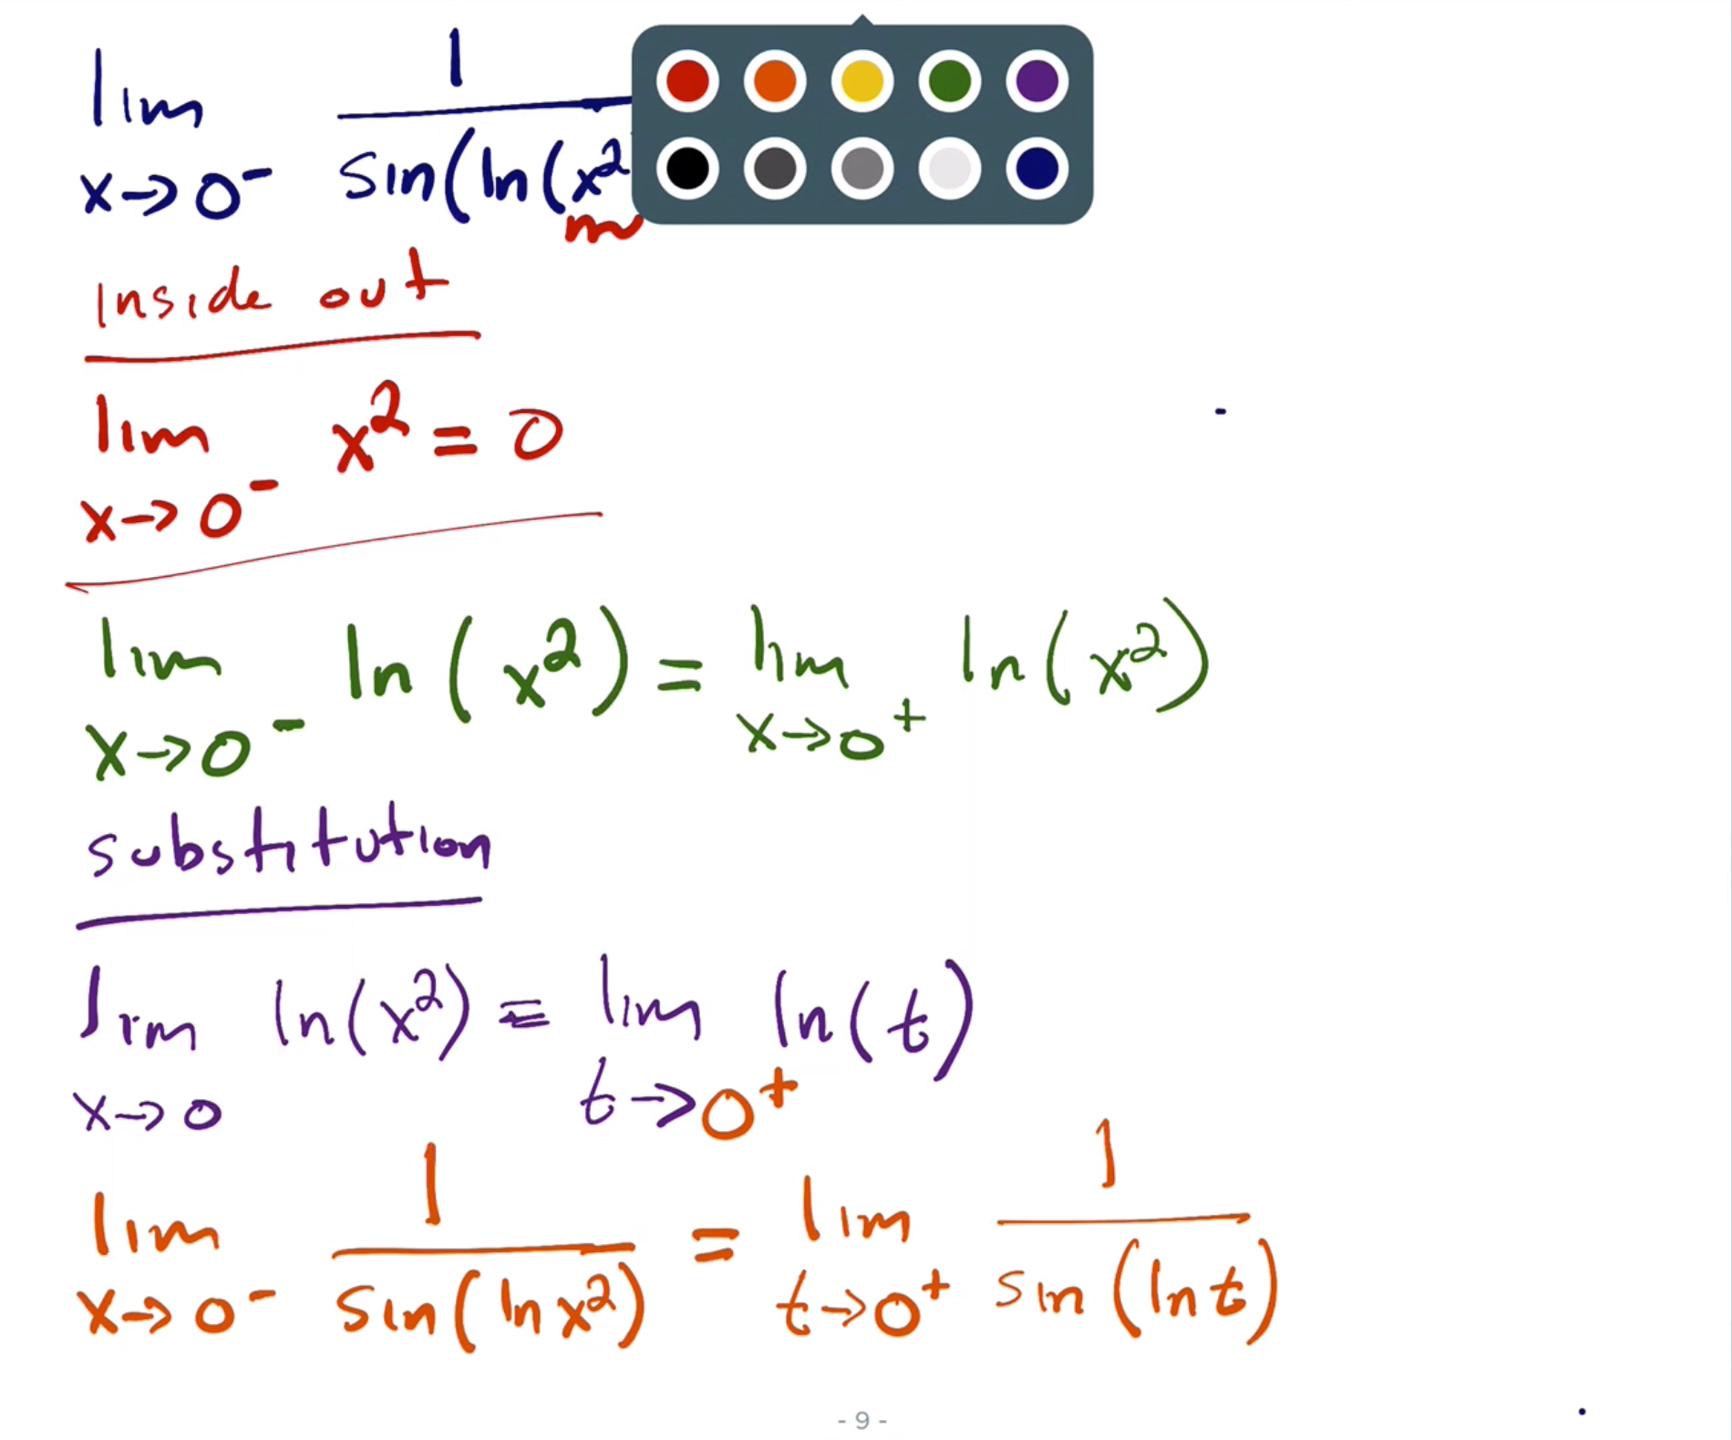 lim 1
x→0⁻ sin(ln(x²
inside out
lim x² = 0
x→0⁻
lim ln(x²) = lim ln(x²)
x→0⁻ x→0⁺
substitution
lim ln(x²) = lim ln(t)
x→0 t→0⁺
lim 1 = lim 1
x→0⁻ sin(ln x²) t→0⁺ sin(ln t)
- 9 -